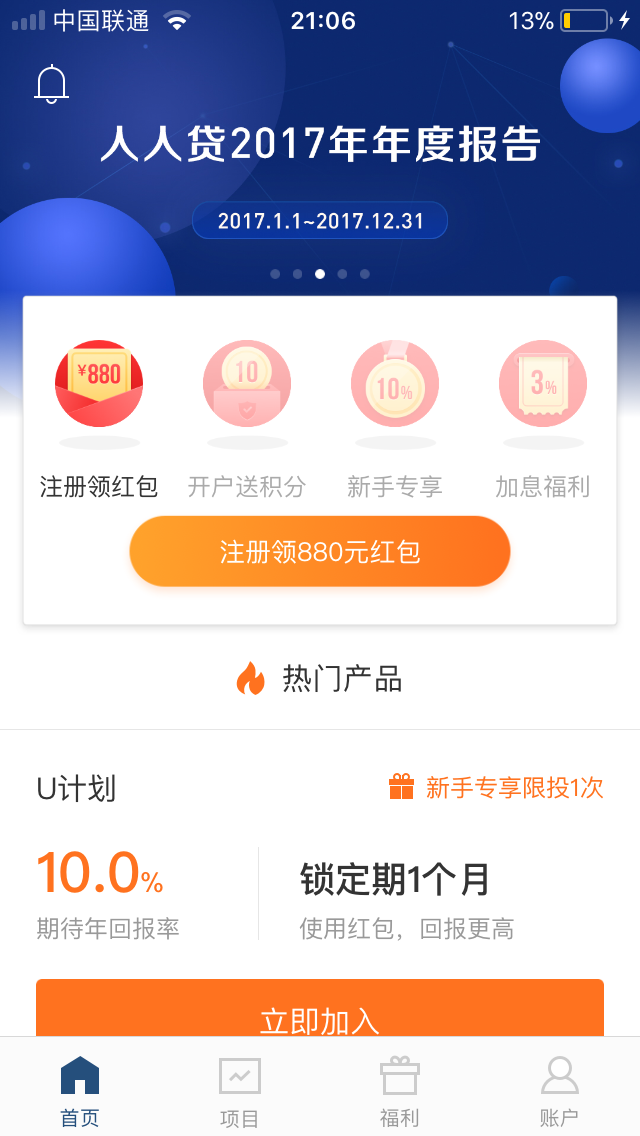 中国联通 21:06 13%
人人贷2017年年度报告
2017.1.1~2017.12.31
¥880 10 10% 3%
注册领红包 开户送积分 新手专享 加息福利
注册领880元红包
热门产品
U计划 新手专享限投1次
10.0% 锁定期1个月
期待年回报率 使用红包，回报更高
立即加入
首页 项目 福利 账户